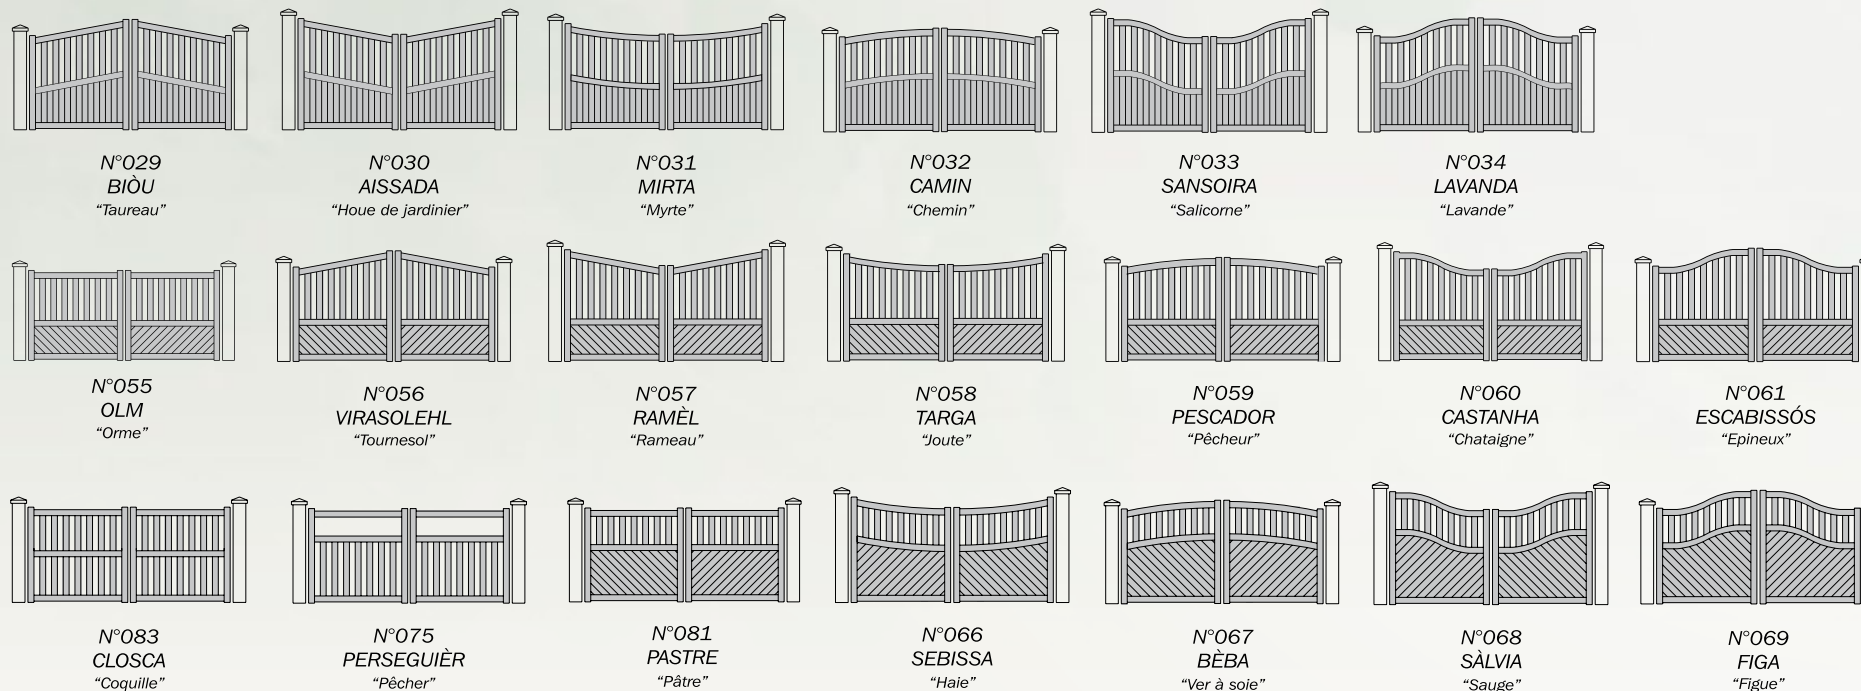 N°029
BIÒU
“Taureau”
N°030
AISSADA
“Houe de jardinier”
N°031
MIRTA
“Myrte”
N°032
CAMIN
“Chemin”
N°033
SANSOIRA
“Salicorne”
N°034
LAVANDA
“Lavande”
N°055
OLM
“Orme”
N°056
VIRASOLEHL
“Tournesol”
N°057
RAMÈL
“Rameau”
N°058
TARGA
“Joute”
N°059
PESCADOR
“Pêcheur”
N°060
CASTANHA
“Chataigne”
N°061
ESCABISSÓS
“Epineux”
N°083
CLOSCA
“Coquille”
N°075
PERSEGUIÈR
“Pêcher”
N°081
PASTRE
“Pâtre”
N°066
SEBISSA
“Haie”
N°067
BÈBA
“Ver à soie”
N°068
SÀLVIA
“Sauge”
N°069
FIGA
“Figue”